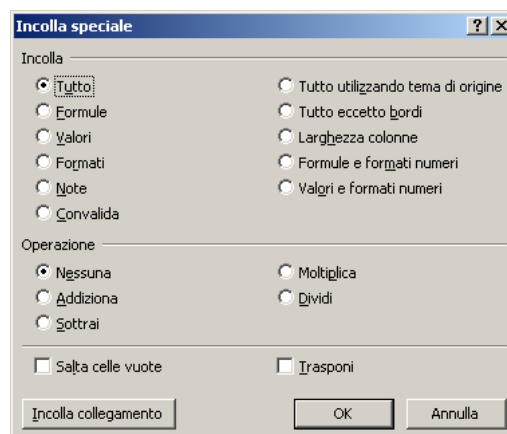 Incolla speciale
Incolla
Tutto
Tutto utilizzando tema di origine
Formule
Tutto eccetto bordi
Valori
Larghezza colonne
Formati
Formule e formati numeri
Note
Valori e formati numeri
Convalida
Operazione
Nessuna
Moltiplica
Addiziona
Dividi
Sottrai
Salta celle vuote
Trasponi
Incolla collegamento
OK
Annulla